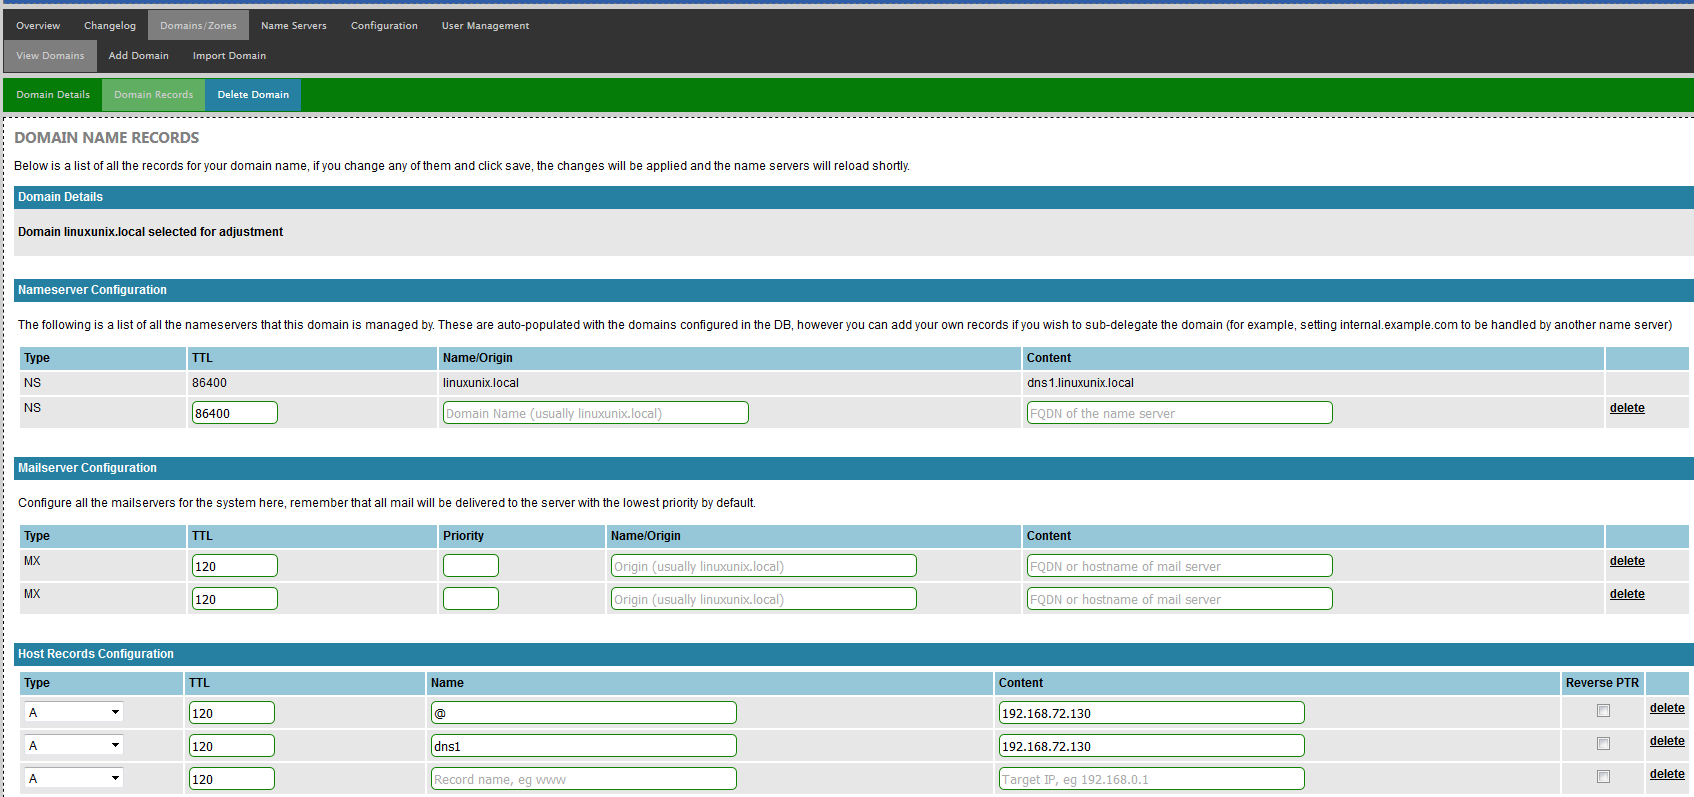 Overview Changelog Domains/Zones Name Servers Configuration User Management
View Domains Add Domain Import Domain
Domain Details Domain Records Delete Domain
DOMAIN NAME RECORDS
Below is a list of all the records for your domain name, if you change any of them and click save, the changes will be applied and the name servers will reload shortly.
Domain Details
Domain linuxunix.local selected for adjustment
Nameserver Configuration
The following is a list of all the nameservers that this domain is managed by. These are auto-populated with the domains configured in the DB, however you can add your own records if you wish to sub-delegate the domain (for example, setting internal.example.com to be handled by another name server)
Type TTL Name/Origin Content
NS 86400 linuxunix.local dns1.linuxunix.local
NS 86400 Domain Name (usually linuxunix.local) FQDN of the name server delete
Mailserver Configuration
Configure all the mailservers for the system here, remember that all mail will be delivered to the server with the lowest priority by default.
Type TTL Priority Name/Origin Content
MX 120 Origin (usually linuxunix.local) FQDN or hostname of mail server delete
MX 120 Origin (usually linuxunix.local) FQDN or hostname of mail server delete
Host Records Configuration
Type TTL Name Content Reverse PTR
A 120 @ 192.168.72.130 delete
A 120 dns1 192.168.72.130 delete
A 120 Record name, eg www Target IP, eg 192.168.0.1 delete